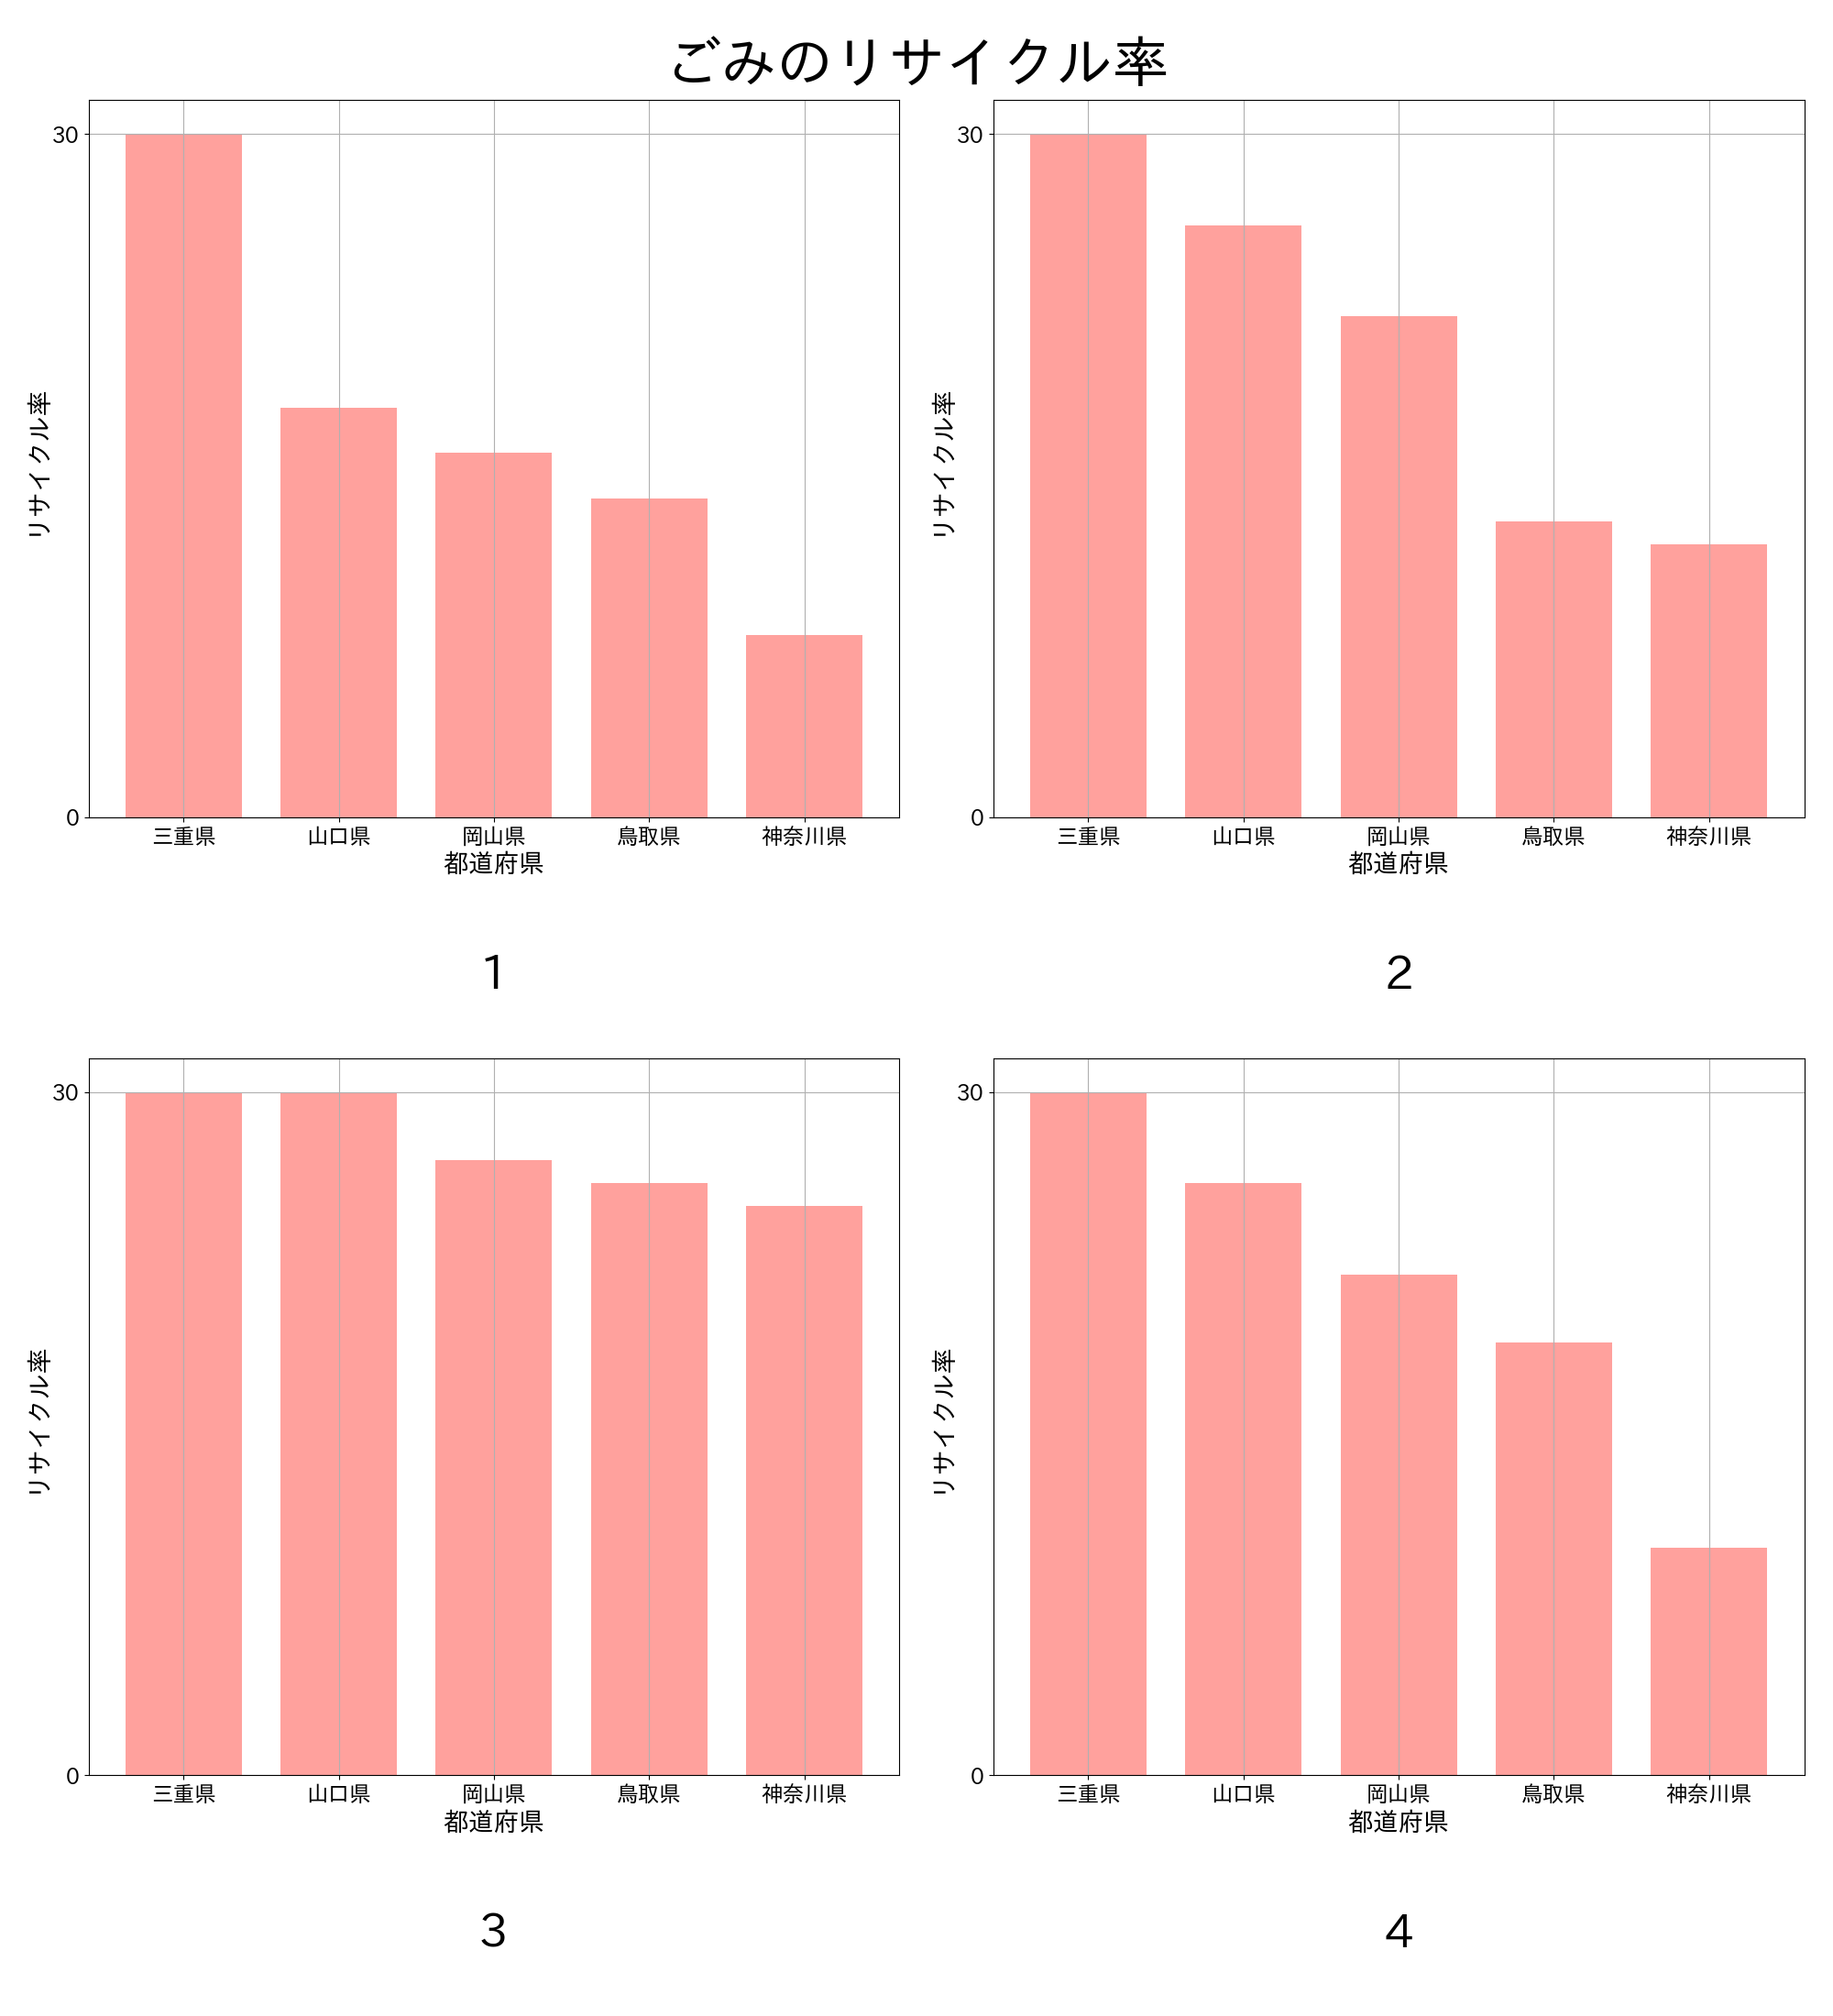 ごみのリサイクル率
30
0
リサイクル率
三重県 山口県 岡山県 鳥取県 神奈川県
都道府県
1
30
0
リサイクル率
三重県 山口県 岡山県 鳥取県 神奈川県
都道府県
2
30
0
リサイクル率
三重県 山口県 岡山県 鳥取県 神奈川県
都道府県
3
30
0
リサイクル率
三重県 山口県 岡山県 鳥取県 神奈川県
都道府県
4